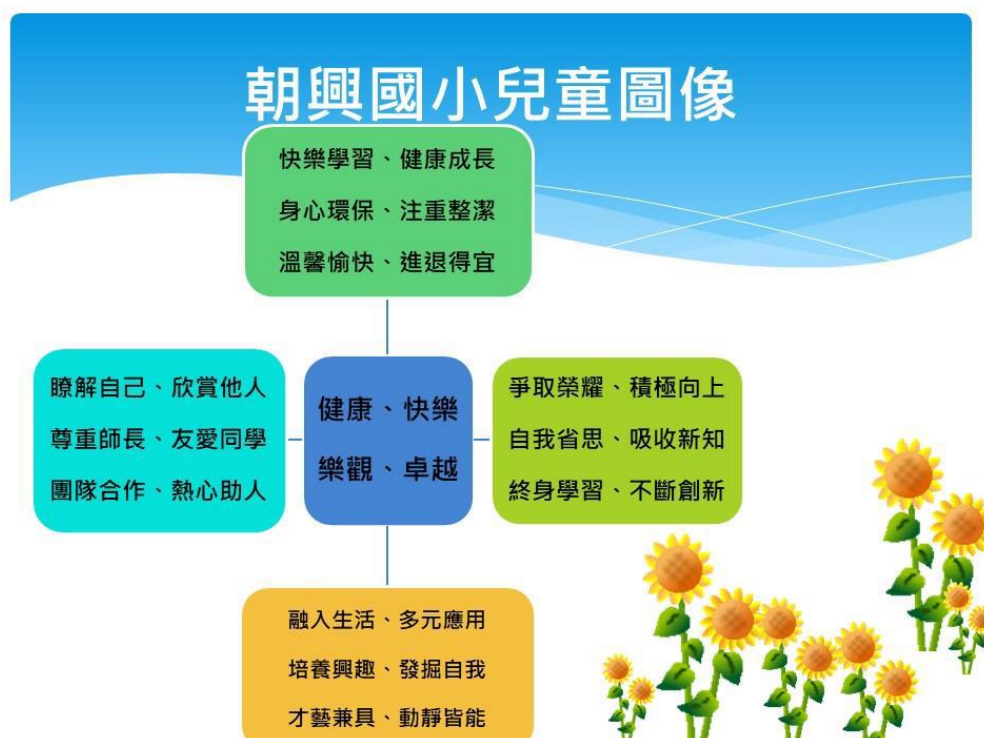 朝興國小兒童圖像
快樂學習、健康成長
身心環保、注重整潔
溫馨愉快、進退得宜
瞭解自己、欣賞他人
尊重師長、友愛同學
團隊合作、熱心助人
健康、快樂
樂觀、卓越
爭取榮耀、積極向上
自我省思、吸收新知
終身學習、不斷創新
融入生活、多元應用
培養興趣、發掘自我
才藝兼具、動靜皆能